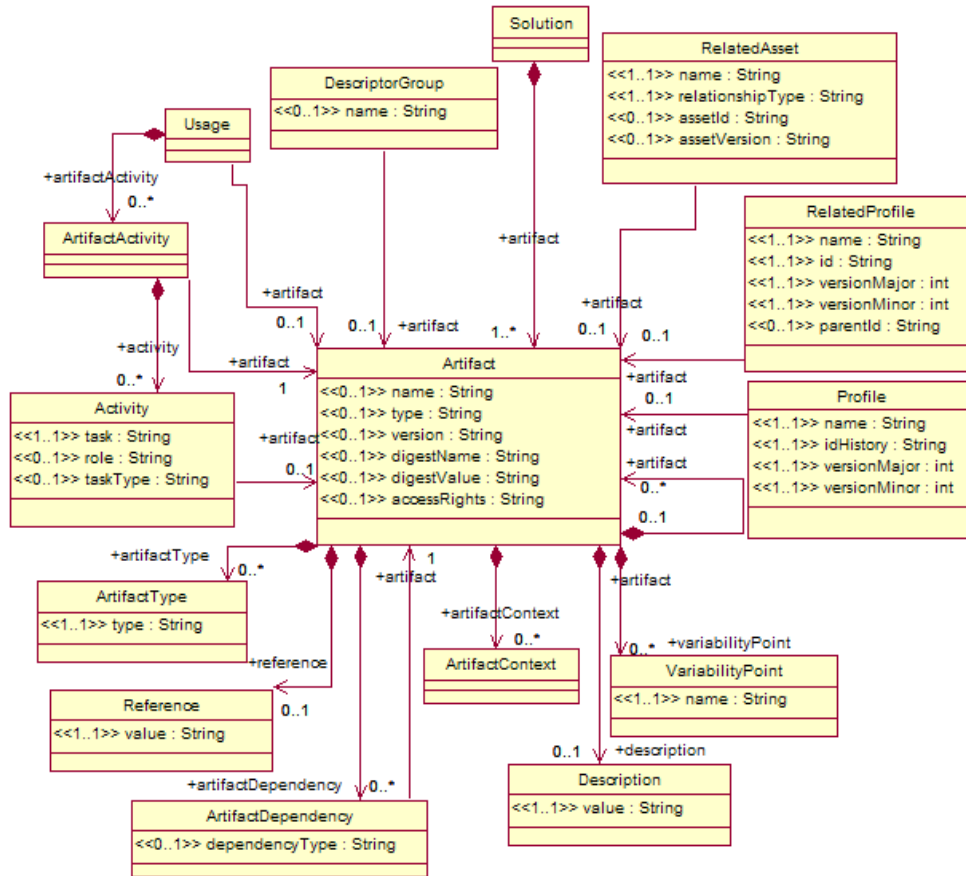 Solution
RelatedAsset
<<1..1>> name : String
<<1..1>> relationshipType : String
<<0..1>> assetId : String
<<0..1>> assetVersion : String
DescriptorGroup
<<0..1>> name : String
Usage
+artifactActivity
0..*
ArtifactActivity
RelatedProfile
<<1..1>> name : String
<<1..1>> id : String
<<1..1>> versionMajor : int
<<1..1>> versionMinor : int
<<0..1>> parentId : String
+artifact
+artifact
0..1
+artifact
0..1
+artifact
1..*
+artifact
0..1
0..1
+artifact
+activity
0..*
+artifact
1
Artifact
<<0..1>> name : String
<<0..1>> type : String
<<0..1>> version : String
<<0..1>> digestName : String
<<0..1>> digestValue : String
<<0..1>> accessRights : String
Profile
<<1..1>> name : String
<<1..1>> idHistory : String
<<1..1>> versionMajor : int
<<1..1>> versionMinor : int
0..1
+artifact
+artifact
0..*
0..1
Activity
<<1..1>> task : String
<<0..1>> role : String
<<0..1>> taskType : String
+artifact
0..1
+artifactType
0..*
ArtifactType
<<1..1>> type : String
1
+artifact
+artifactContext
0..*
ArtifactContext
+variabilityPoint
0..*
VariabilityPoint
<<1..1>> name : String
+reference
0..1
Reference
<<1..1>> value : String
+artifactDependency
0..*
ArtifactDependency
<<0..1>> dependencyType : String
0..1
+description
Description
<<1..1>> value : String